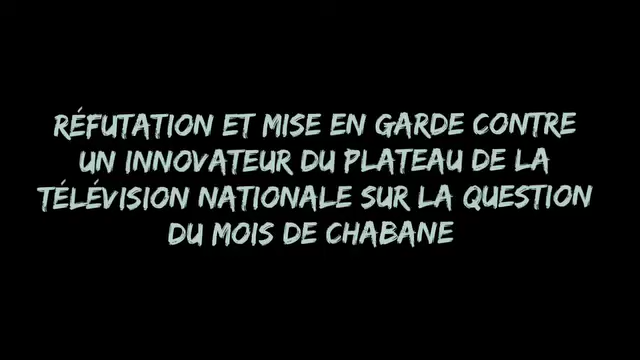 RÉFUTATION ET MISE EN GARDE CONTRE
UN INNOVATEUR DU PLATEAU DE LA
TÉLÉVISION NATIONALE SUR LA QUESTION
DU MOIS DE CHABANE